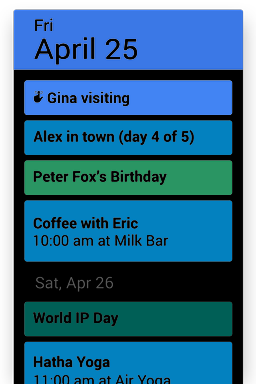 Fri
April 25
Gina visiting
Alex in town (day 4 of 5)
Peter Fox's Birthday
Coffee with Eric
10:00 am at Milk Bar
Sat, Apr 26
World IP Day
Hatha Yoga
11:00 am at Air Yoga